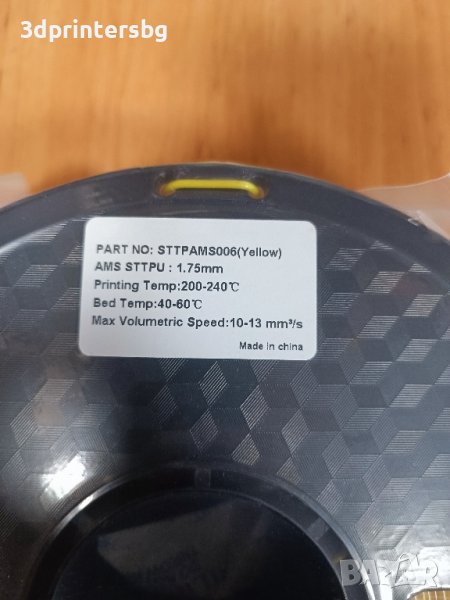 3dprintersbg
PART NO: STTPAMS006(Yellow)
AMS STTPU : 1.75mm
Printing Temp:200-240℃
Bed Temp:40-60℃
Max Volumetric Speed:10-13 mm³/s
Made in china
BAZAR